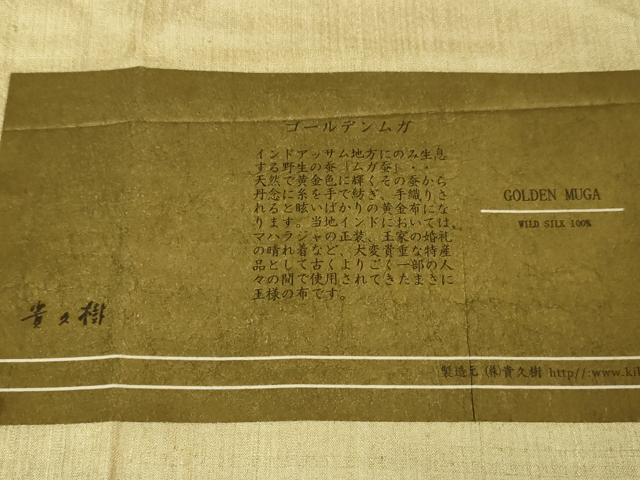 ゴールデンムガ
インドアッサム地方にのみ生息
する野生の蚕「ムガ蚕」・・
天然で黄金色に輝くその蚕から
丹念に糸を手で紡ぎ、手織りさ
れると眩いばかりの黄金布にな
ります。当地インドにおいては、
マハラジャの正装、王家の婚礼
の晴れ着など、大変貴重な特産
品として古くよりごく一部の人
々の間で使用されてきたまさに
王様の布です。
GOLDEN MUGA
WILD SILK 100%
貴久樹
製造元 (株)貴久樹 http//:www.kik